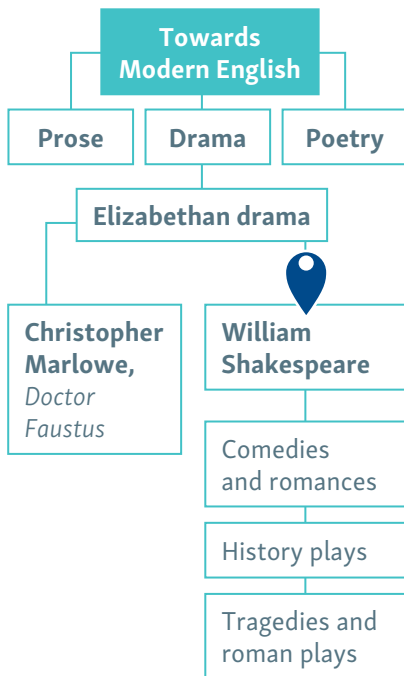 Towards
Modern English
Prose
Drama
Poetry
Elizabethan drama
Christopher
Marlowe,
Doctor
Faustus
William
Shakespeare
Comedies
and romances
History plays
Tragedies and
roman plays